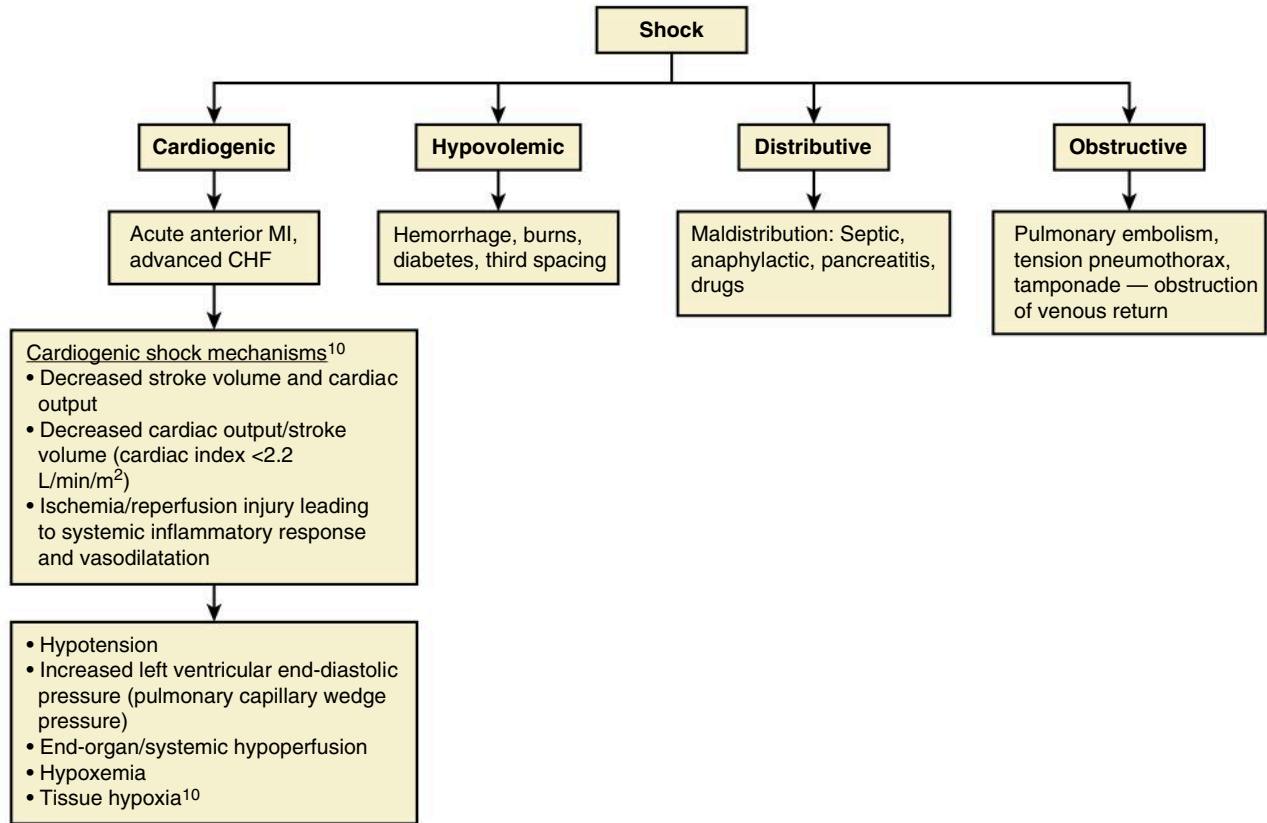 Shock
Cardiogenic
Hypovolemic
Distributive
Obstructive
Acute anterior MI,
advanced CHF
Hemorrhage, burns,
diabetes, third spacing
Maldistribution: Septic,
anaphylactic, pancreatitis,
drugs
Pulmonary embolism,
tension pneumothorax,
tamponade — obstruction
of venous return
Cardiogenic shock mechanisms¹⁰
• Decreased stroke volume and cardiac
output
• Decreased cardiac output/stroke
volume (cardiac index <2.2
L/min/m²)
• Ischemia/reperfusion injury leading
to systemic inflammatory response
and vasodilatation
• Hypotension
• Increased left ventricular end-diastolic
pressure (pulmonary capillary wedge
pressure)
• End-organ/systemic hypoperfusion
• Hypoxemia
• Tissue hypoxia¹⁰